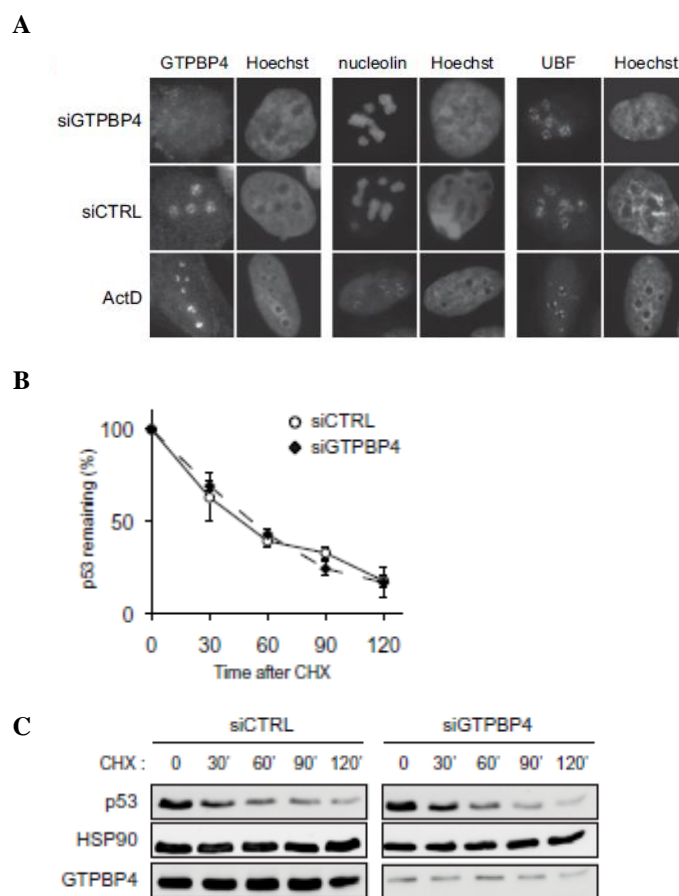 A
GTPBP4 Hoechst nucleolin Hoechst UBF Hoechst
siGTPBP4
siCTRL
ActD
B
siCTRL
siGTPBP4
100
50
0
p53 remaining (%)
0 30 60 90 120
Time after CHX
C
siCTRL siGTPBP4
CHX : 0 30' 60' 90' 120' 0 30' 60' 90' 120'
p53
HSP90
GTPBP4